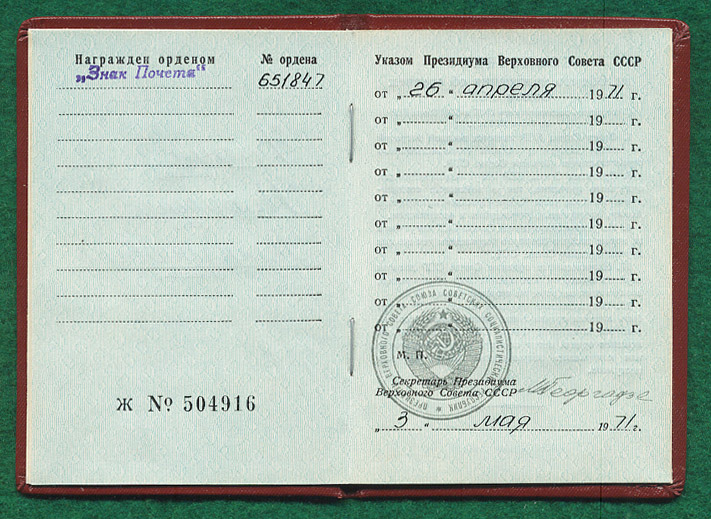 Награжден орденом
№ ордена
„Знак Почета“
651847
Ж № 504916
Указом Президиума Верховного Совета СССР
от „ 26 “ апреля 1971 г.
от „ “ 19 г.
от „ “ 19 г.
от „ “ 19 г.
от „ “ 19 г.
от „ “ 19 г.
от „ “ 19 г.
от „ “ 19 г.
от „ “ 19 г.
от „ “ 19 г.
М. П.
Секретарь Президиума
Верховного Совета СССР
МГеоргадзе
„ 3 “ мая 1971 г.